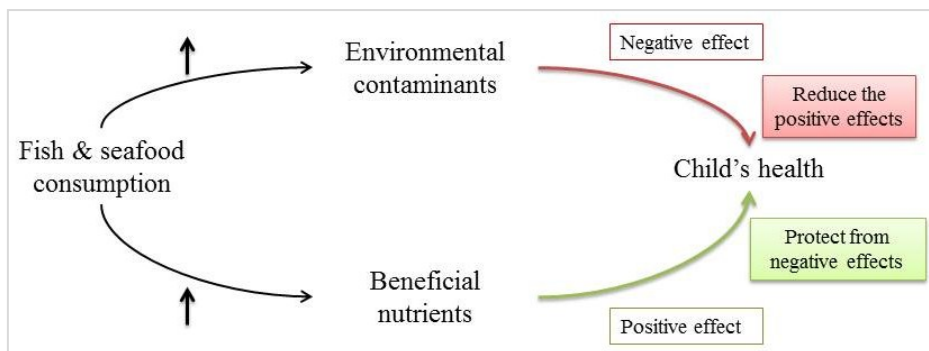 Negative effect
Environmental
contaminants
Reduce the
positive effects
Fish & seafood
consumption
Child's health
Protect from
negative effects
Beneficial
nutrients
Positive effect